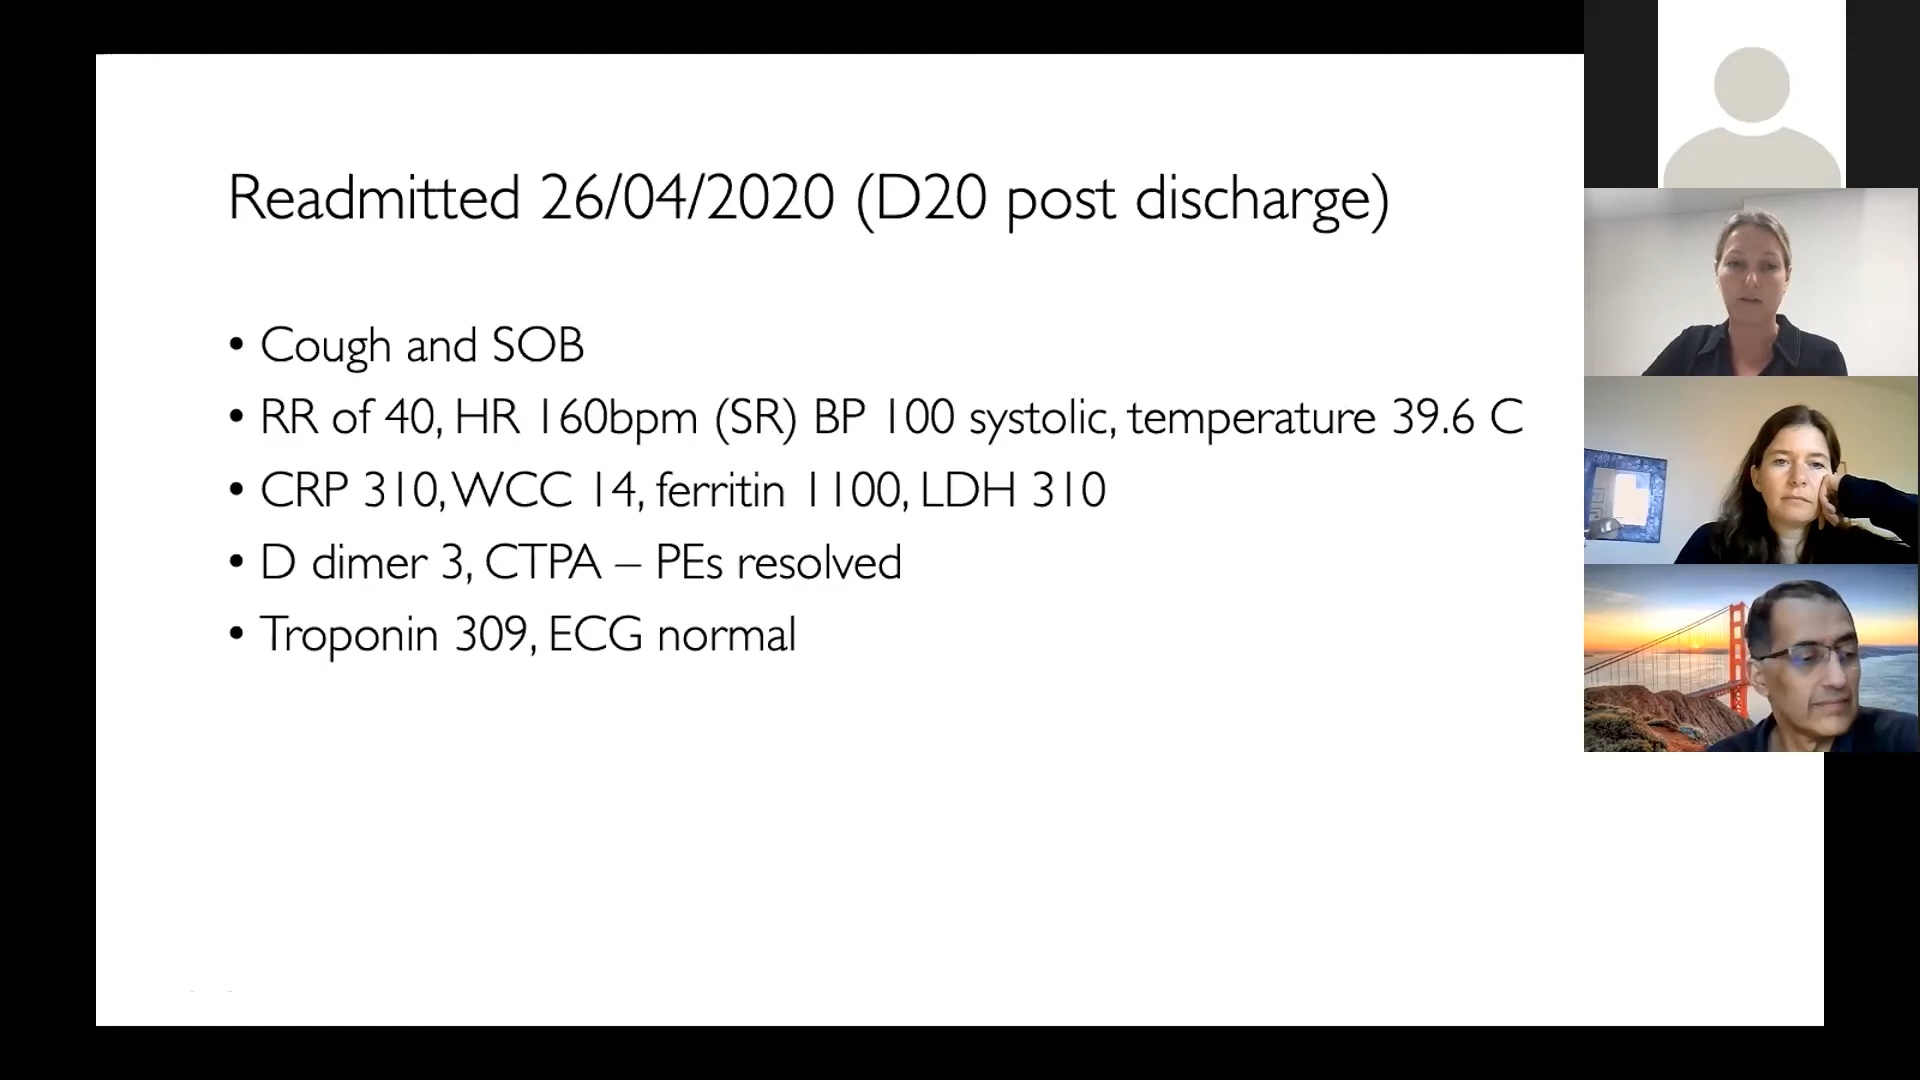 Readmitted 26/04/2020 (D20 post discharge)
• Cough and SOB
• RR of 40, HR 160bpm (SR) BP 100 systolic, temperature 39.6 C
• CRP 310, WCC 14, ferritin 1100, LDH 310
• D dimer 3, CTPA – PEs resolved
• Troponin 309, ECG normal